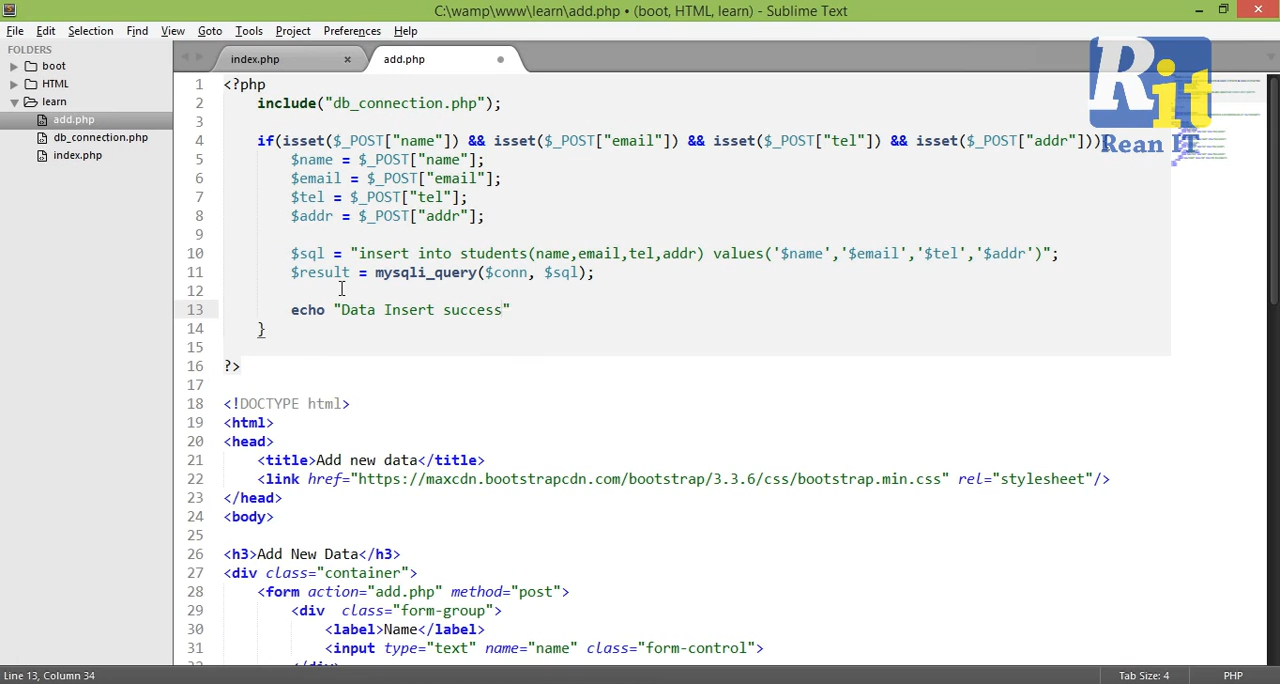 C:\wamp\www\learn\add.php • (boot, HTML, learn) - Sublime Text
File Edit Selection Find View Goto Tools Project Preferences Help
FOLDERS
boot
HTML
learn
add.php
db_connection.php
index.php
index.php × add.php
Rit
Rean IT
1 <?php
2 include("db_connection.php");
3
4 if(isset($_POST["name"]) && isset($_POST["email"]) && isset($_POST["tel"]) && isset($_POST["addr"]))
5 $name = $_POST["name"];
6 $email = $_POST["email"];
7 $tel = $_POST["tel"];
8 $addr = $_POST["addr"];
9
10 $sql = "insert into students(name,email,tel,addr) values('$name','$email','$tel','$addr')";
11 $result = mysqli_query($conn, $sql);
12
13 echo "Data Insert success"
14 }
15
16 ?>
17
18 <!DOCTYPE html>
19 <html>
20 <head>
21 <title>Add new data</title>
22 <link href="https://maxcdn.bootstrapcdn.com/bootstrap/3.3.6/css/bootstrap.min.css" rel="stylesheet"/>
23 </head>
24 <body>
25
26 <h3>Add New Data</h3>
27 <div class="container">
28 <form action="add.php" method="post">
29 <div  class="form-group">
30 <label>Name</label>
31 <input type="text" name="name" class="form-control">
32 </div>
Line 13, Column 34 Tab Size: 4 PHP